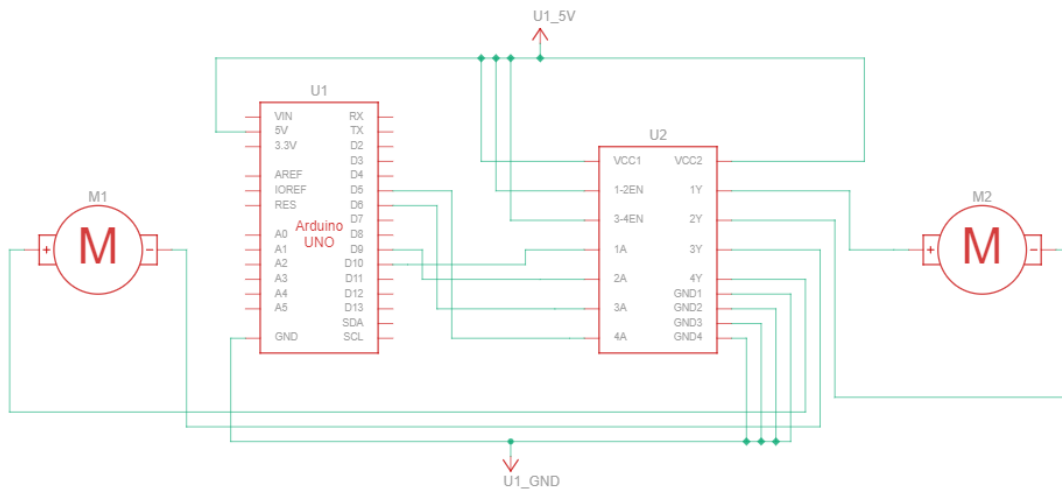 U1_5V
U1
VIN
5V
3.3V
AREF
IOREF
RES
A0
A1
A2
A3
A4
A5
GND
Arduino
UNO
RX
TX
D2
D3
D4
D5
D6
D7
D8
D9
D10
D11
D12
D13
SDA
SCL
U2
VCC1
1-2EN
3-4EN
1A
2A
3A
4A
VCC2
1Y
2Y
3Y
4Y
GND1
GND2
GND3
GND4
M1
+
M
-
M2
+
M
-
U1_GND